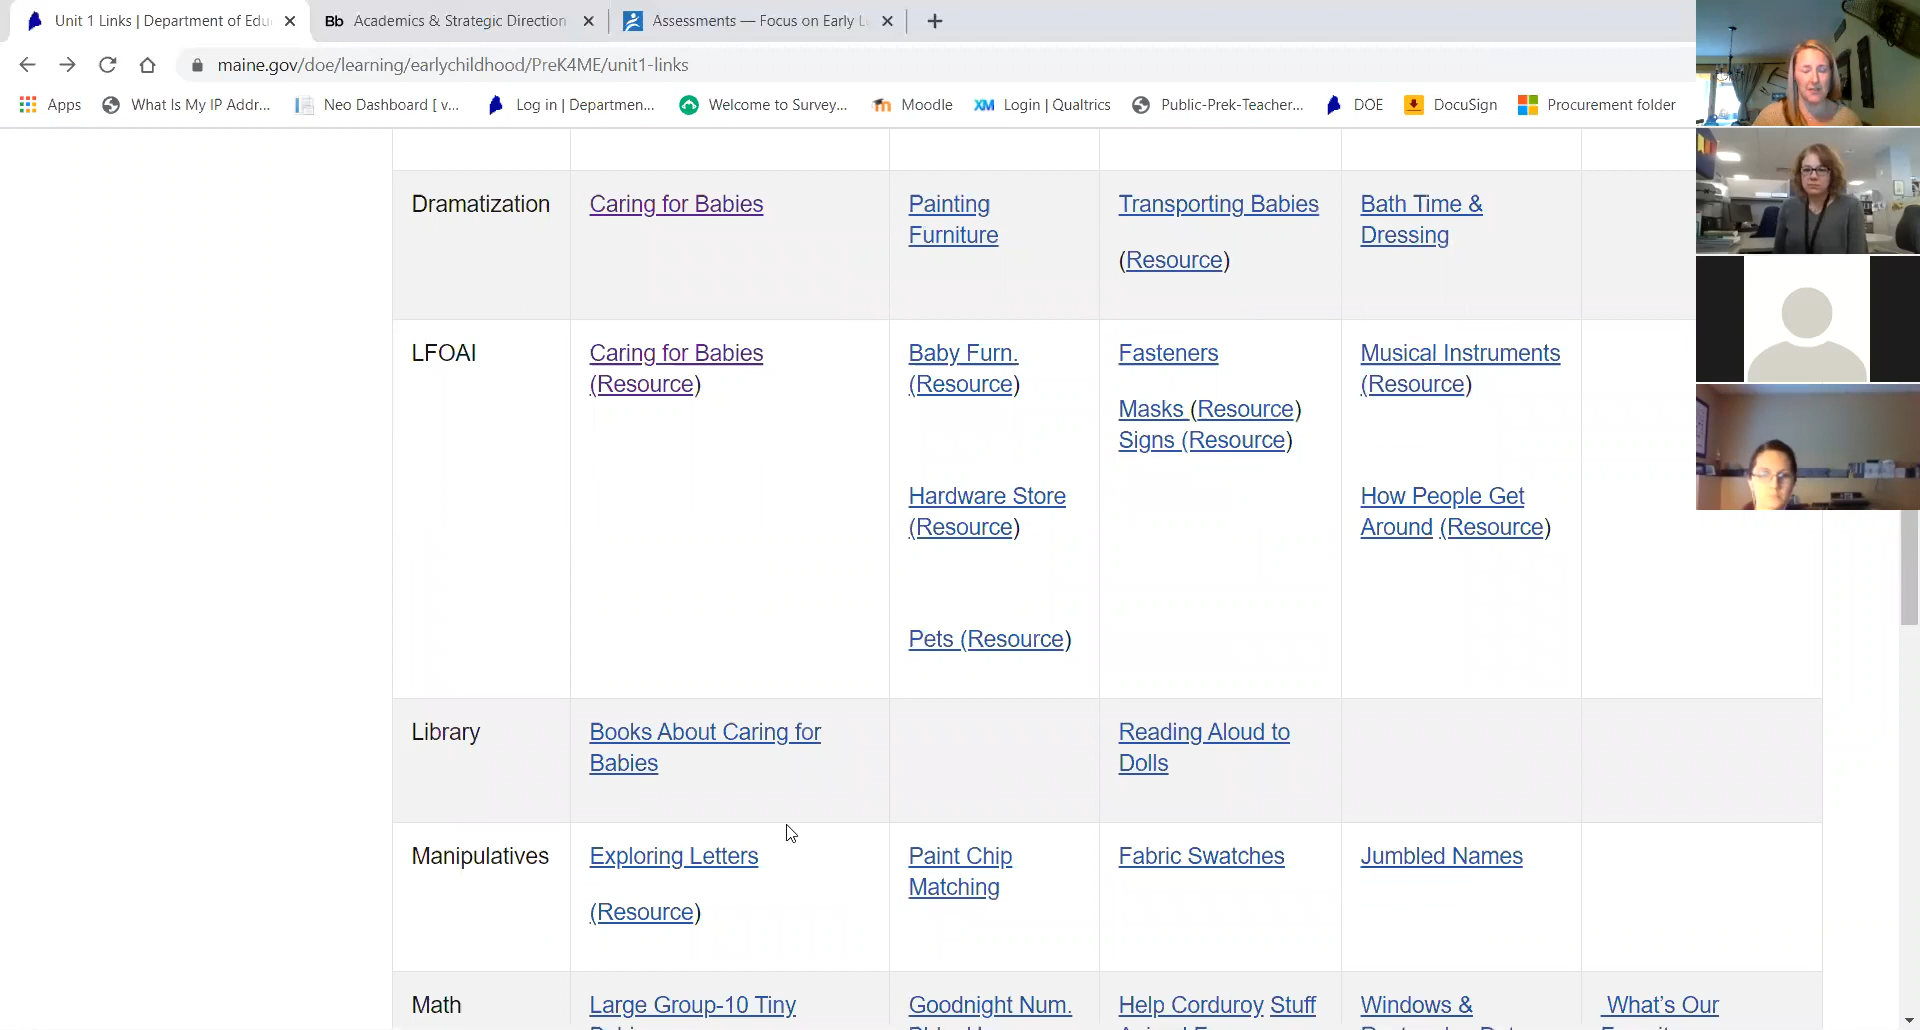 Unit 1 Links | Department of Edu
Bb Academics & Strategic Direction
Assessments — Focus on Early L
maine.gov/doe/learning/earlychildhood/PreK4ME/unit1-links
Apps What Is My IP Addr... Neo Dashboard [ v... Log in | Departmen... Welcome to Survey... Moodle XM Login | Qualtrics Public-Prek-Teacher... DOE DocuSign Procurement folder
Dramatization
Caring for Babies
Painting
Furniture
Transporting Babies
(Resource)
Bath Time &
Dressing
LFOAI
Caring for Babies
(Resource)
Baby Furn.
(Resource)
Hardware Store
(Resource)
Pets (Resource)
Fasteners
Masks (Resource)
Signs (Resource)
Musical Instruments
(Resource)
How People Get
Around (Resource)
Library
Books About Caring for
Babies
Reading Aloud to
Dolls
Manipulatives
Exploring Letters
(Resource)
Paint Chip
Matching
Fabric Swatches
Jumbled Names
Math
Large Group-10 Tiny
Goodnight Num.
Help Corduroy Stuff
Windows &
What's Our